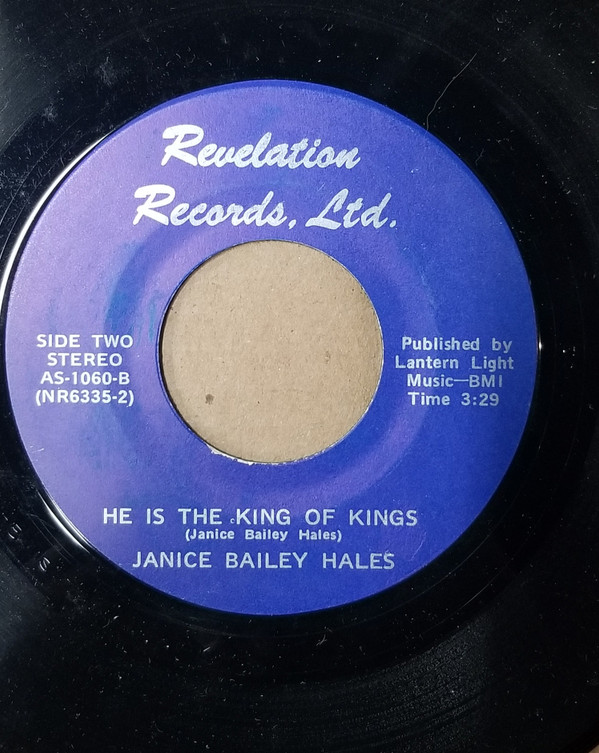 Revelation
Records, Ltd.
SIDE TWO
STEREO
AS-1060-B
(NR6335-2)
Published by
Lantern Light
Music—BMI
Time 3:29
HE IS THE KING OF KINGS
(Janice Bailey Hales)
JANICE BAILEY HALES